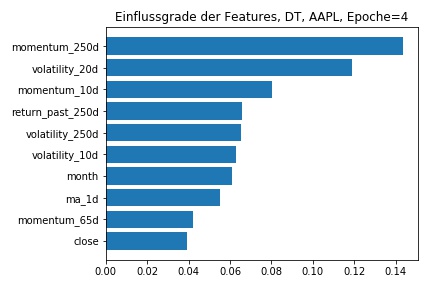 Einflussgrade der Features, DT, AAPL, Epoche=4
momentum_250d
volatility_20d
momentum_10d
return_past_250d
volatility_250d
volatility_10d
month
ma_1d
momentum_65d
close
0.00 0.02 0.04 0.06 0.08 0.10 0.12 0.14